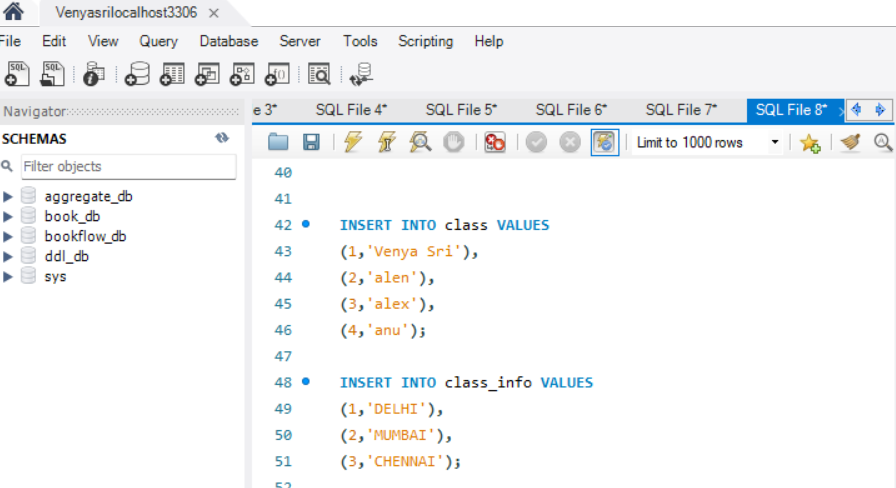 Venyasrilocalhost3306 ×
File Edit View Query Database Server Tools Scripting Help
Navigator
e 3* SQL File 4* SQL File 5* SQL File 6* SQL File 7* SQL File 8*
SCHEMAS
Limit to 1000 rows
Filter objects
aggregate_db
book_db
bookflow_db
ddl_db
sys
40
41
42 INSERT INTO class VALUES
43 (1,'Venya Sri'),
44 (2,'alen'),
45 (3,'alex'),
46 (4,'anu');
47
48 INSERT INTO class_info VALUES
49 (1,'DELHI'),
50 (2,'MUMBAI'),
51 (3,'CHENNAI');
52